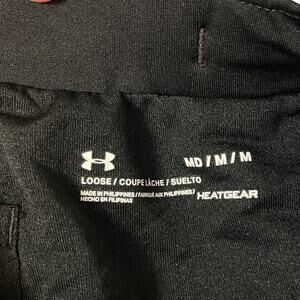 MD / M / M
LOOSE / COUPE LÂCHE / SUELTO
MADE IN PHILIPPINES / FABRIQUÉ AUX PHILIPPINES /
HECHO EN FILIPINAS
HEATGEAR